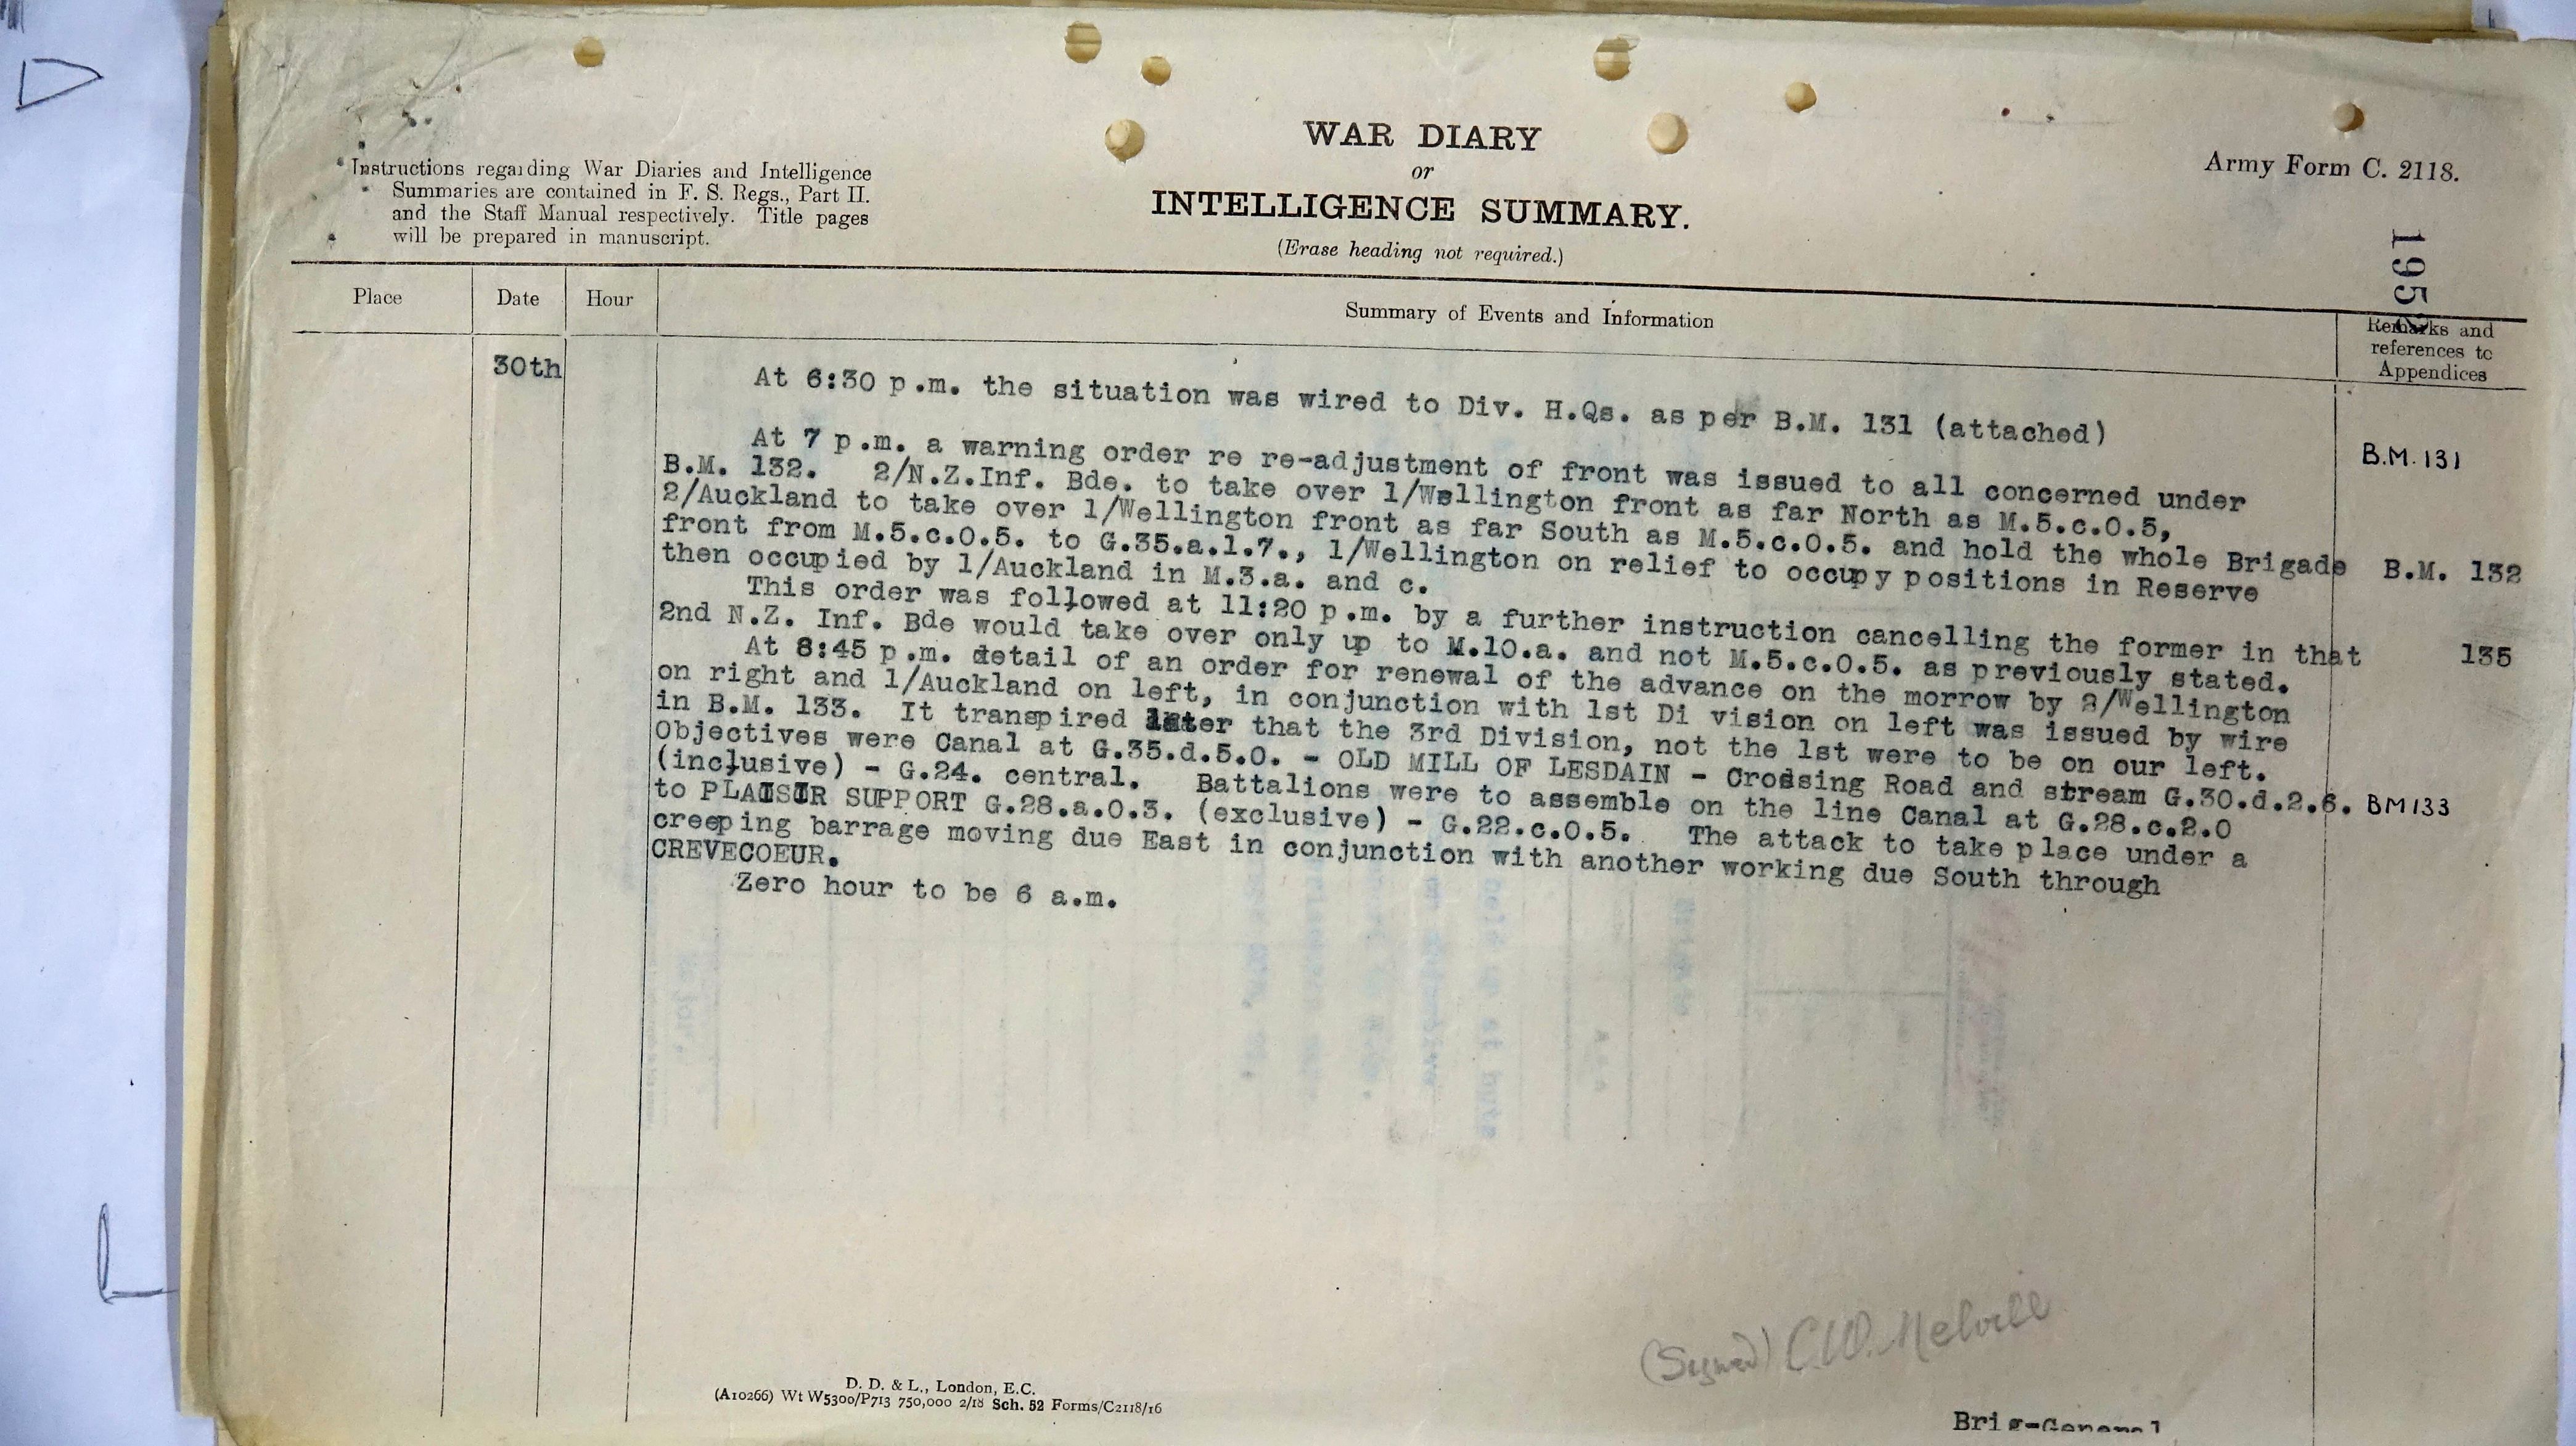 WAR DIARY
or
INTELLIGENCE SUMMARY.
(Erase heading not required.)
Instructions regarding War Diaries and Intelligence
Summaries are contained in F. S. Regs., Part II.
and the Staff Manual respectively. Title pages
will be prepared in manuscript.
Army Form C. 2118.
195
Place
Date
Hour
Summary of Events and Information
Remarks and
references to
Appendices
30th
At 6:30 p.m. the situation was wired to Div. H.Qs. as per B.M. 131 (attached)
B.M. 131
At 7 p.m. a warning order re re-adjustment of front was issued to all concerned under
B.M. 132. 2/N.Z.Inf. Bde. to take over 1/Wellington front as far North as M.5.c.0.5,
2/Auckland to take over 1/Wellington front as far South as M.5.c.0.5. and hold the whole Brigade
B.M. 132
front from M.5.c.0.5. to G.35.a.1.7., 1/Wellington on relief to occupy positions in Reserve
then occupied by 1/Auckland in M.3.a. and c.
This order was followed at 11:20 p.m. by a further instruction cancelling the former in that
135
2nd N.Z. Inf. Bde would take over only up to M.10.a. and not M.5.c.0.5. as previously stated.
At 8:45 p.m. detail of an order for renewal of the advance on the morrow by 2/Wellington
on right and 1/Auckland on left, in conjunction with 1st Di vision on left was issued by wire
in B.M. 133. It transpired later that the 3rd Division, not the 1st were to be on our left.
Objectives were Canal at G.35.d.5.0. - OLD MILL OF LESDAIN - Crossing Road and stream G.30.d.2.6.
BM133
(inclusive) - G.24. central. Battalions were to assemble on the line Canal at G.28.c.2.0
to PLAISIR SUPPORT G.28.a.0.3. (exclusive) - G.22.c.0.5. The attack to take place under a
creeping barrage moving due East in conjunction with another working due South through
CREVECOEUR.
Zero hour to be 6 a.m.
(Signed) C.W. Melvill
Brig-General
D. D. & L., London, E.C.
(A10266) Wt W5300/P713 750,000 2/18 Sch. 52 Forms/C2118/16